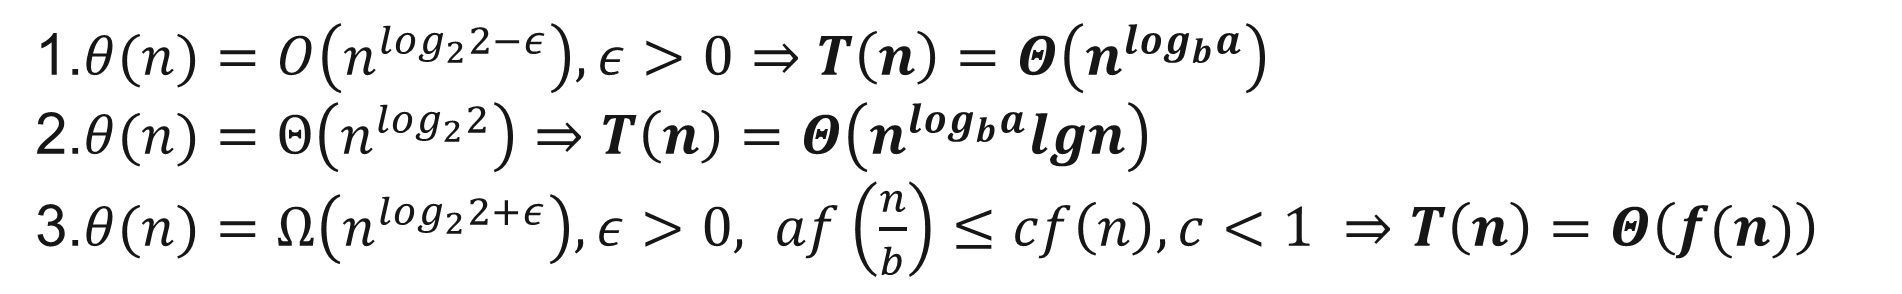 1.θ(n) = O(n^{log_2 2−ϵ}), ϵ > 0 ⇒ T(n) = Θ(n^{log_b a})
2.θ(n) = Θ(n^{log_2 2}) ⇒ T(n) = Θ(n^{log_b a} lgn)
3.θ(n) = Ω(n^{log_2 2+ϵ}), ϵ > 0, af(n/b) ≤ cf(n), c < 1 ⇒ T(n) = Θ(f(n))